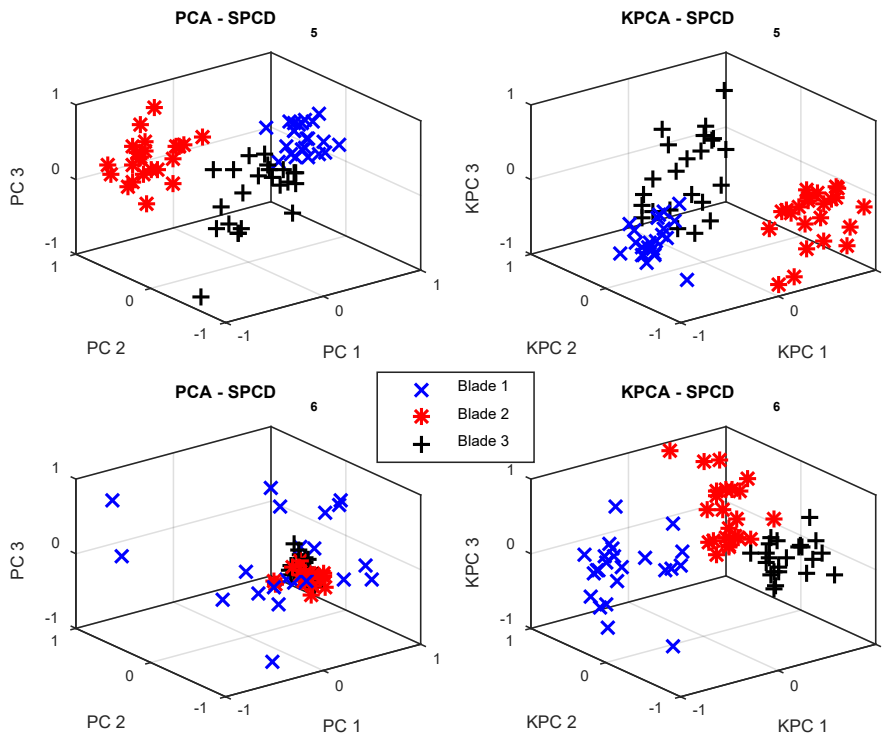 PCA - SPCD 5
KPCA - SPCD 5
1
0
-1
PC 3
1
0
-1
PC 2
-1
0
1
PC 1
1
0
-1
KPC 3
1
0
-1
KPC 2
-1
0
KPC 1
Blade 1
Blade 2
Blade 3
PCA - SPCD 6
KPCA - SPCD 6
1
0
-1
PC 3
1
0
-1
PC 2
-1
0
1
PC 1
1
0
-1
KPC 3
1
0
-1
KPC 2
-1
0
KPC 1